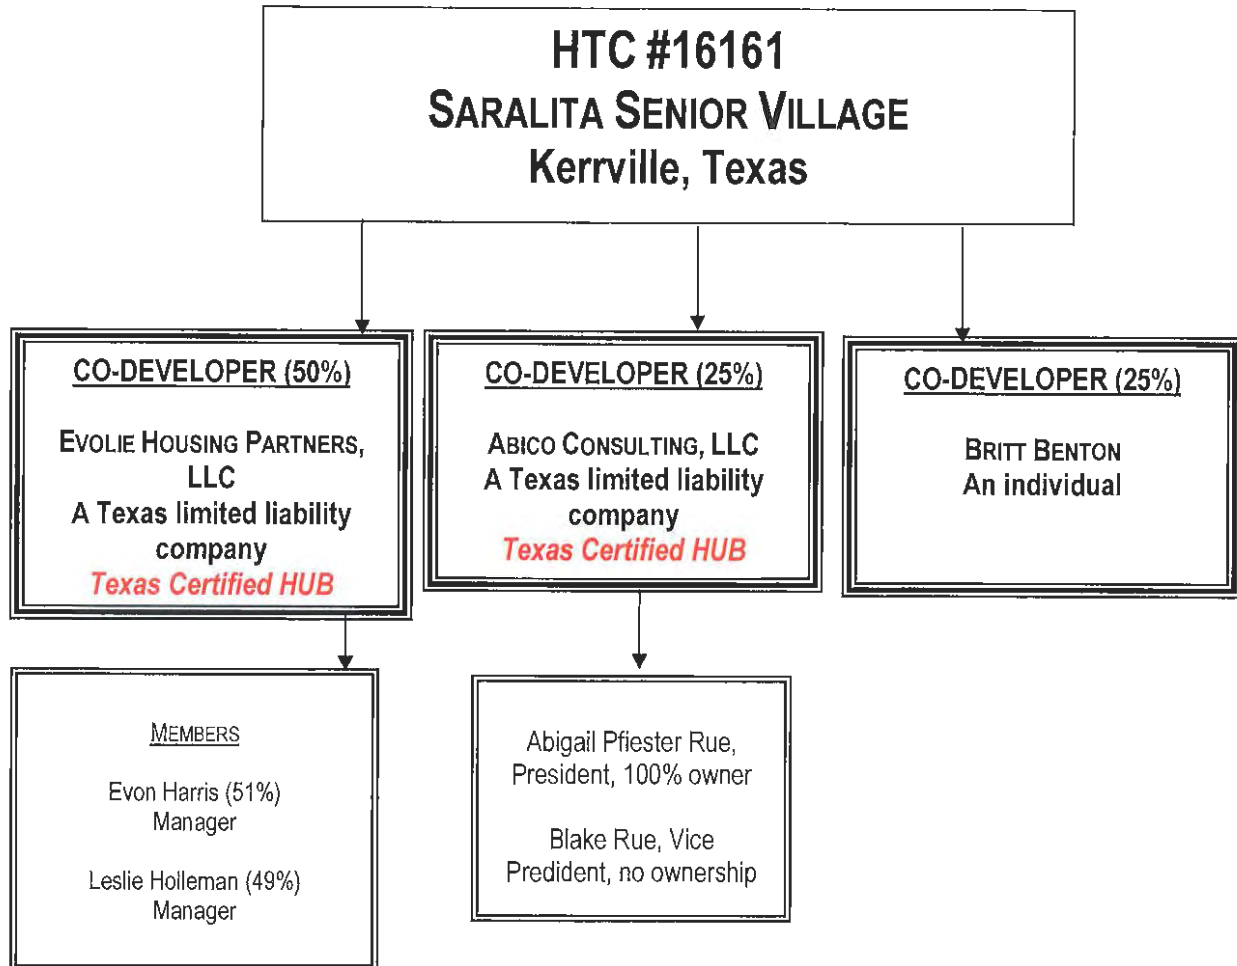 HTC #16161
SARALITA SENIOR VILLAGE
Kerrville, Texas
CO-DEVELOPER (50%)
EVOLIE HOUSING PARTNERS,
LLC
A Texas limited liability
company
Texas Certified HUB
CO-DEVELOPER (25%)
ABICO CONSULTING, LLC
A Texas limited liability
company
Texas Certified HUB
CO-DEVELOPER (25%)
BRITT BENTON
An individual
MEMBERS
Evon Harris (51%)
Manager
Leslie Holleman (49%)
Manager
Abigail Pfiester Rue,
President, 100% owner
Blake Rue, Vice
Predident, no ownership